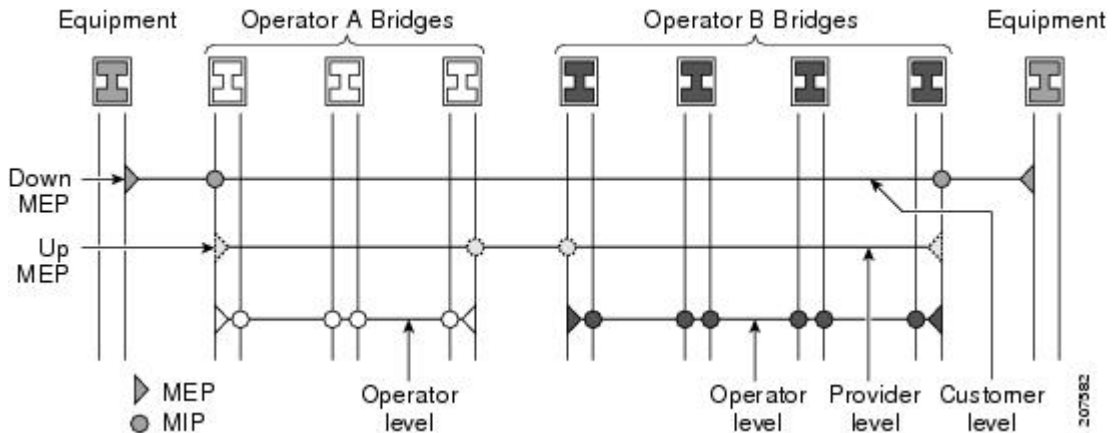 Equipment
Operator A Bridges
Operator B Bridges
Equipment
Down
MEP
Up
MEP
MEP
MIP
Operator
level
Operator
level
Provider
level
Customer
level
207582